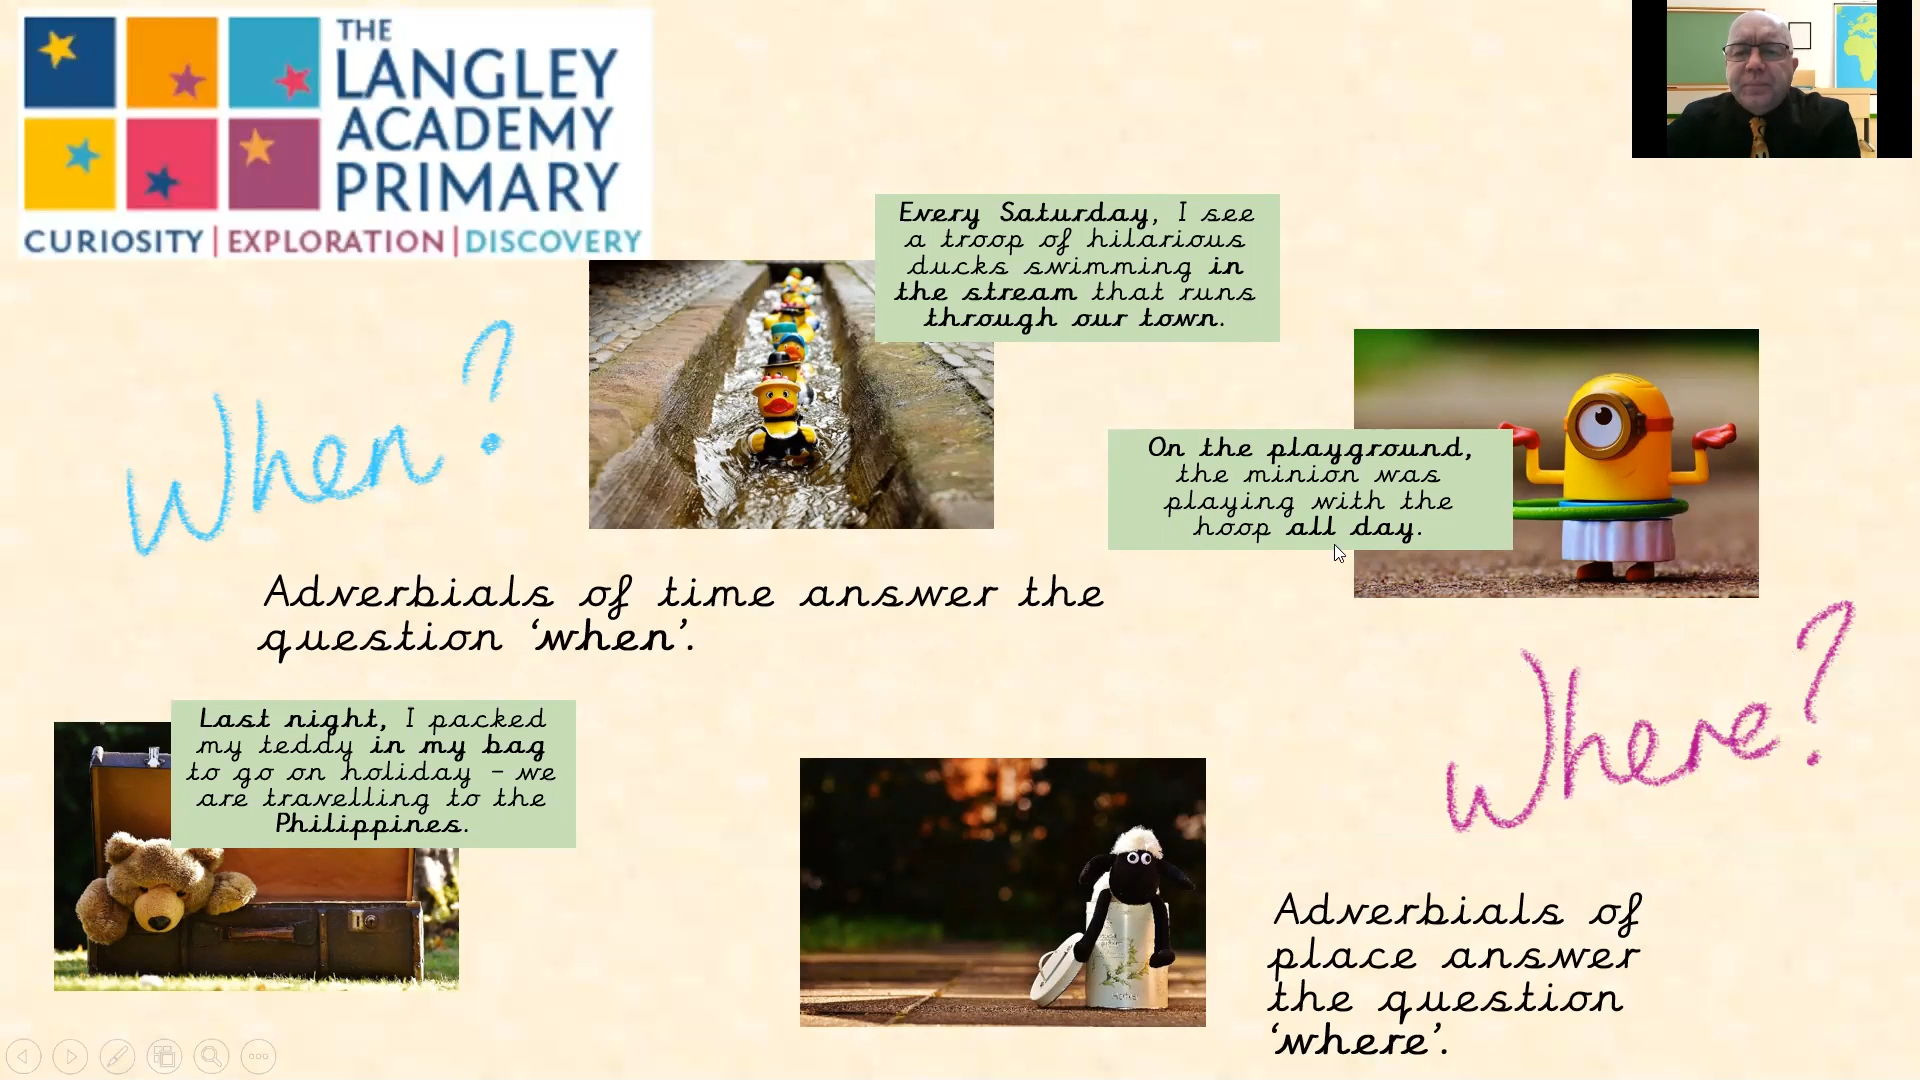 THE
LANGLEY
ACADEMY
PRIMARY
CURIOSITY | EXPLORATION | DISCOVERY
Every Saturday, I see
a troop of hilarious
ducks swimming in
the stream that runs
through our town.
When?
On the playground,
the minion was
playing with the
hoop all day.
Adverbials of time answer the
question ‘when’.
Where?
Last night, I packed
my teddy in my bag
to go on holiday – we
are travelling to the
Philippines.
Adverbials of
place answer
the question
‘where’.